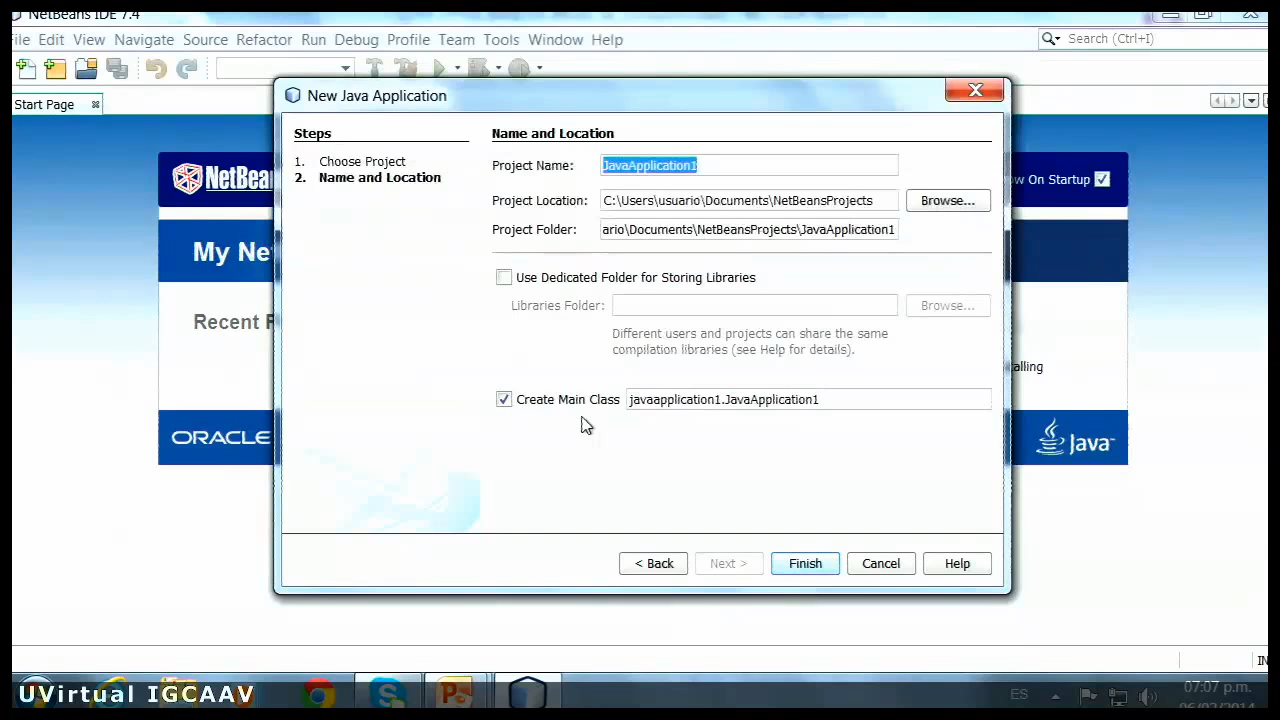 NetBeans IDE 7.4
File Edit View Navigate Source Refactor Run Debug Profile Team Tools Window Help
Search (Ctrl+I)
Start Page
New Java Application
Steps
1. Choose Project
2. Name and Location
Name and Location
Project Name: JavaApplication1
Project Location: C:\Users\usuario\Documents\NetBeansProjects Browse...
Project Folder: ario\Documents\NetBeansProjects\JavaApplication1
Use Dedicated Folder for Storing Libraries
Libraries Folder: Browse...
Different users and projects can share the same
compilation libraries (see Help for details).
Create Main Class javaapplication1.JavaApplication1
< Back Next > Finish Cancel Help
NetBeans
On Startup
My Ne
Recent
alling
ORACLE
Java
UVirtual IGCAAV
ES
07:07 p.m.
06/02/2014